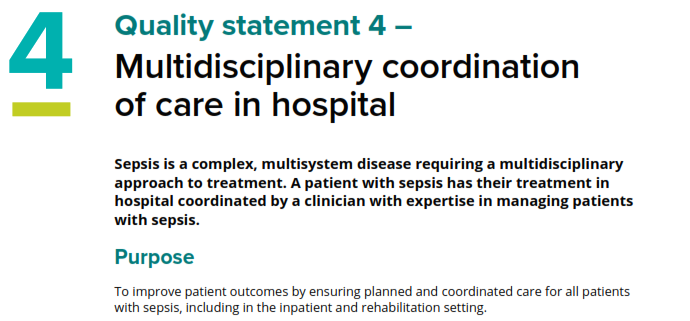 4
Quality statement 4 –
Multidisciplinary coordination
of care in hospital
Sepsis is a complex, multisystem disease requiring a multidisciplinary
approach to treatment. A patient with sepsis has their treatment in
hospital coordinated by a clinician with expertise in managing patients
with sepsis.
Purpose
To improve patient outcomes by ensuring planned and coordinated care for all patients
with sepsis, including in the inpatient and rehabilitation setting.